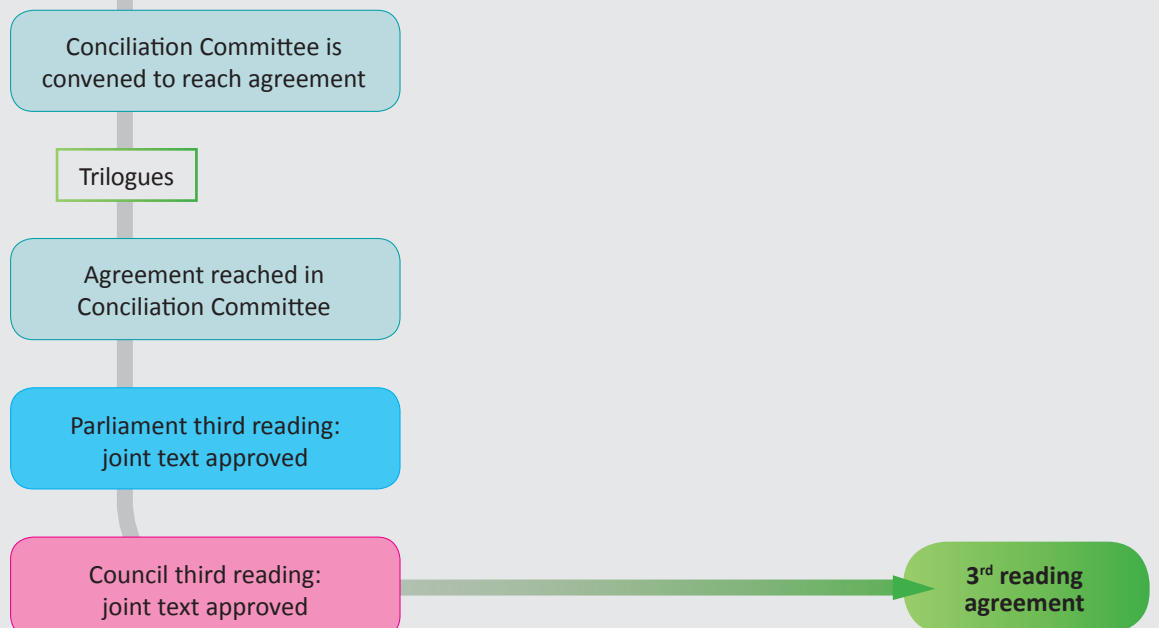 Conciliation Committee is
convened to reach agreement
Trilogues
Agreement reached in
Conciliation Committee
Parliament third reading:
joint text approved
Council third reading:
joint text approved
3rd reading
agreement